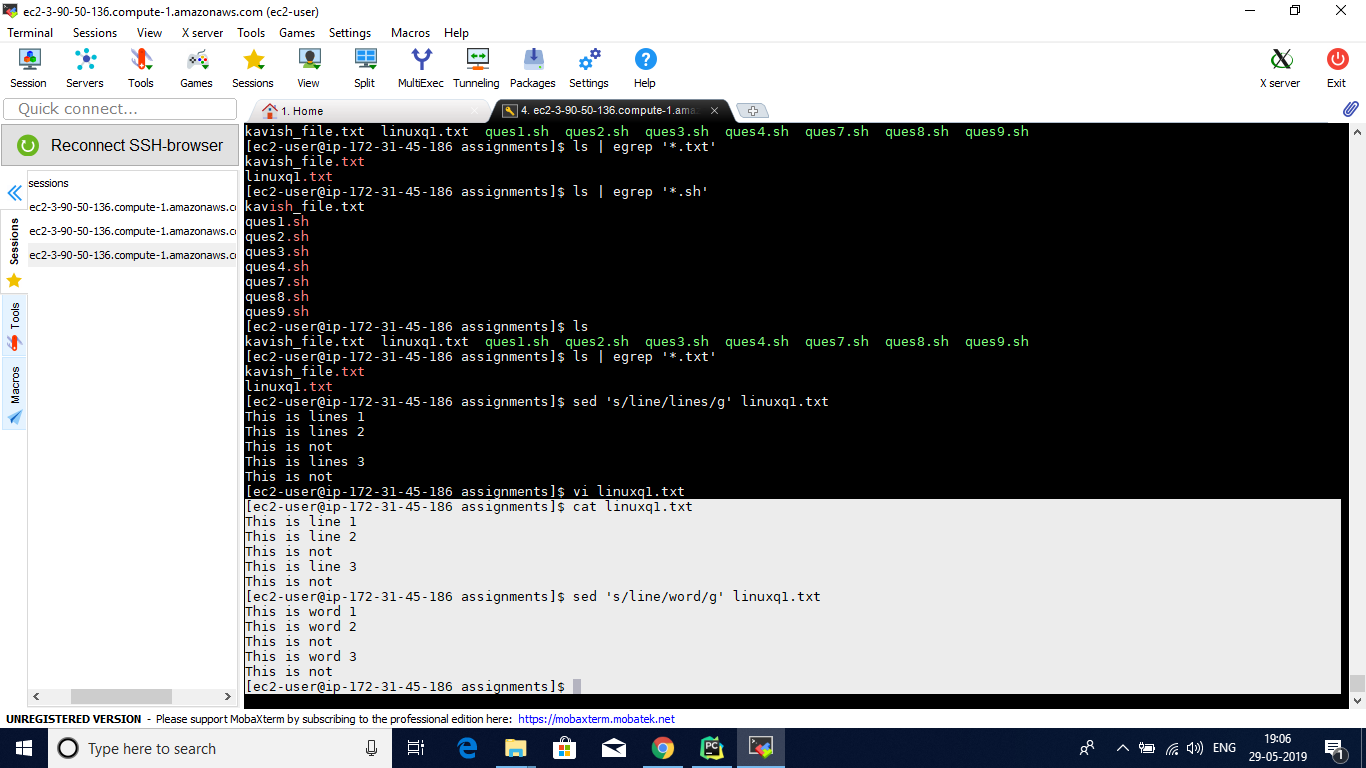 ec2-3-90-50-136.compute-1.amazonaws.com (ec2-user)
Terminal Sessions View X server Tools Games Settings Macros Help
Session Servers Tools Games Sessions View Split MultiExec Tunneling Packages Settings Help X server Exit
Quick connect...
1. Home
4. ec2-3-90-50-136.compute-1.ama
Reconnect SSH-browser
sessions
ec2-3-90-50-136.compute-1.amazonaws.co
ec2-3-90-50-136.compute-1.amazonaws.co
ec2-3-90-50-136.compute-1.amazonaws.co
Sessions
Tools
Macros
kavish_file.txt linuxq1.txt ques1.sh ques2.sh ques3.sh ques4.sh ques7.sh ques8.sh ques9.sh
[ec2-user@ip-172-31-45-186 assignments]$ ls | egrep '*.txt'
kavish_file.txt
linuxq1.txt
[ec2-user@ip-172-31-45-186 assignments]$ ls | egrep '*.sh'
kavish_file.txt
ques1.sh
ques2.sh
ques3.sh
ques4.sh
ques7.sh
ques8.sh
ques9.sh
[ec2-user@ip-172-31-45-186 assignments]$ ls
kavish_file.txt linuxq1.txt ques1.sh ques2.sh ques3.sh ques4.sh ques7.sh ques8.sh ques9.sh
[ec2-user@ip-172-31-45-186 assignments]$ ls | egrep '*.txt'
kavish_file.txt
linuxq1.txt
[ec2-user@ip-172-31-45-186 assignments]$ sed 's/line/lines/g' linuxq1.txt
This is lines 1
This is lines 2
This is not
This is lines 3
This is not
[ec2-user@ip-172-31-45-186 assignments]$ vi linuxq1.txt
[ec2-user@ip-172-31-45-186 assignments]$ cat linuxq1.txt
This is line 1
This is line 2
This is not
This is line 3
This is not
[ec2-user@ip-172-31-45-186 assignments]$ sed 's/line/word/g' linuxq1.txt
This is word 1
This is word 2
This is not
This is word 3
This is not
[ec2-user@ip-172-31-45-186 assignments]$
UNREGISTERED VERSION - Please support MobaXterm by subscribing to the professional edition here: https://mobaxterm.mobatek.net
Type here to search
PC
ENG
19:06
29-05-2019
1